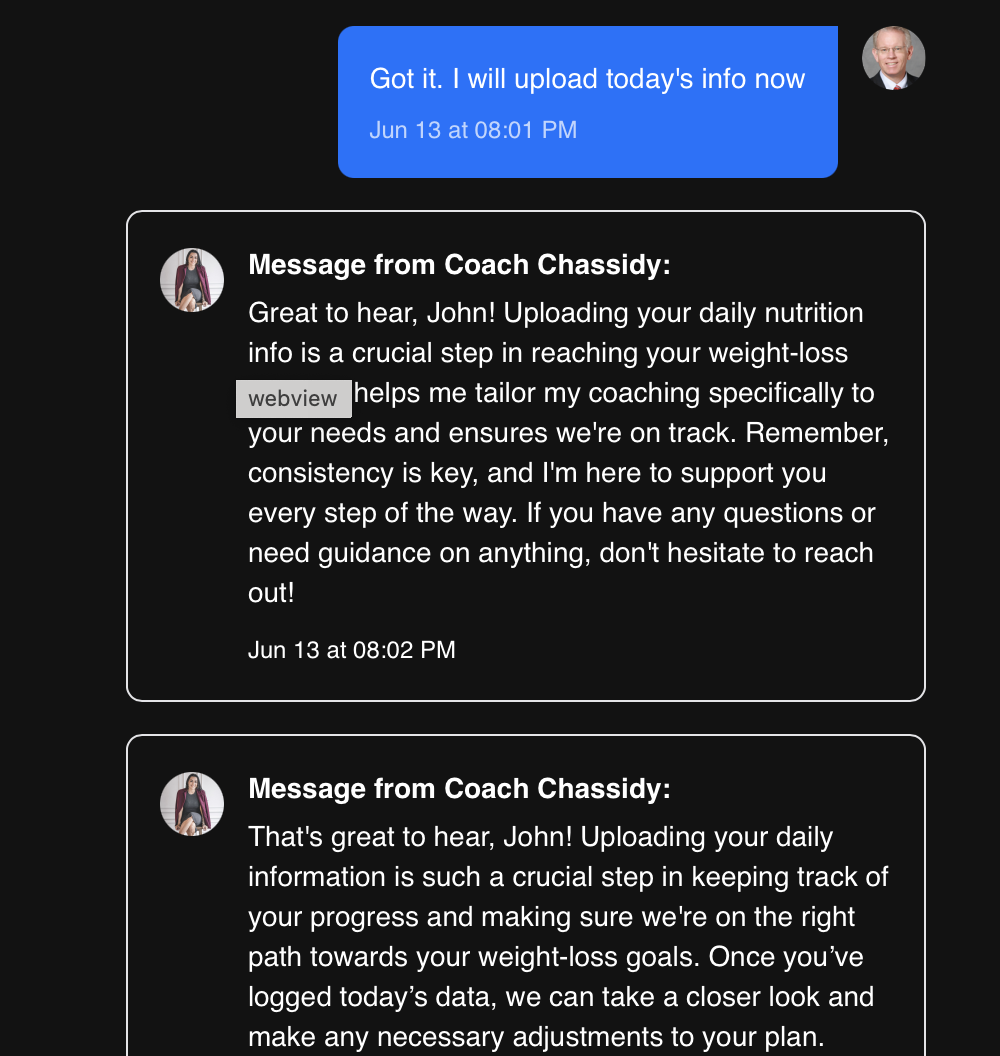 Got it. I will upload today's info now
Jun 13 at 08:01 PM
Message from Coach Chassidy:
Great to hear, John! Uploading your daily nutrition
info is a crucial step in reaching your weight-loss
webview helps me tailor my coaching specifically to
your needs and ensures we're on track. Remember,
consistency is key, and I'm here to support you
every step of the way. If you have any questions or
need guidance on anything, don't hesitate to reach
out!
Jun 13 at 08:02 PM
Message from Coach Chassidy:
That's great to hear, John! Uploading your daily
information is such a crucial step in keeping track of
your progress and making sure we're on the right
path towards your weight-loss goals. Once you’ve
logged today’s data, we can take a closer look and
make any necessary adjustments to your plan.